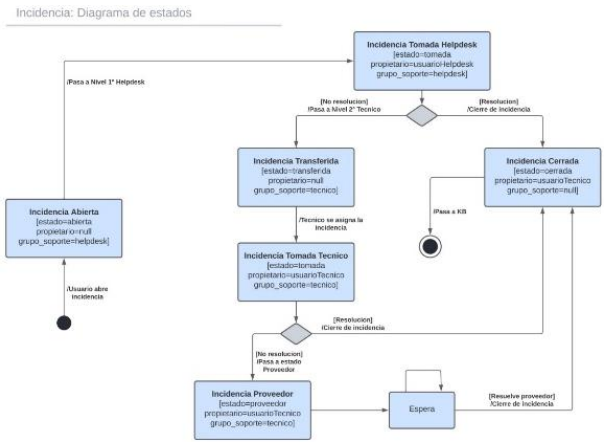 Incidencia: Diagrama de estados
Incidencia Tomada Helpdesk
[estado=tomada
propietario=usuarioHelpdesk
grupo_soporte=helpdesk]
/Pasa a Nivel 1º Helpdesk
[No resolucion]
/Pasa a Nivel 2º Tecnico
[Resolucion]
/Cierre de incidencia
Incidencia Transferida
[estado=transferida
propietario=null
grupo_soporte=tecnico]
Incidencia Cerrada
[estado=cerrada
propietario=usuarioTecnico
grupo_soporte=null]
Incidencia Abierta
[estado=abierta
propietario=null
grupo_soporte=helpdesk]
/Tecnico se asigna la
incidencia
/Pasa a KB
Incidencia Tomada Tecnico
[estado=tomada
propietario=usuarioTecnico
grupo_soporte=tecnico]
/Usuario abre
incidencia
[Resolucion]
/Cierre de incidencia
[No resolucion]
/Pasa a estado
Proveedor
Incidencia Proveedor
[estado=proveedor
propietario=usuarioTecnico
grupo_soporte=tecnico]
Espera
[Resuelve proveedor]
/Cierre de incidencia